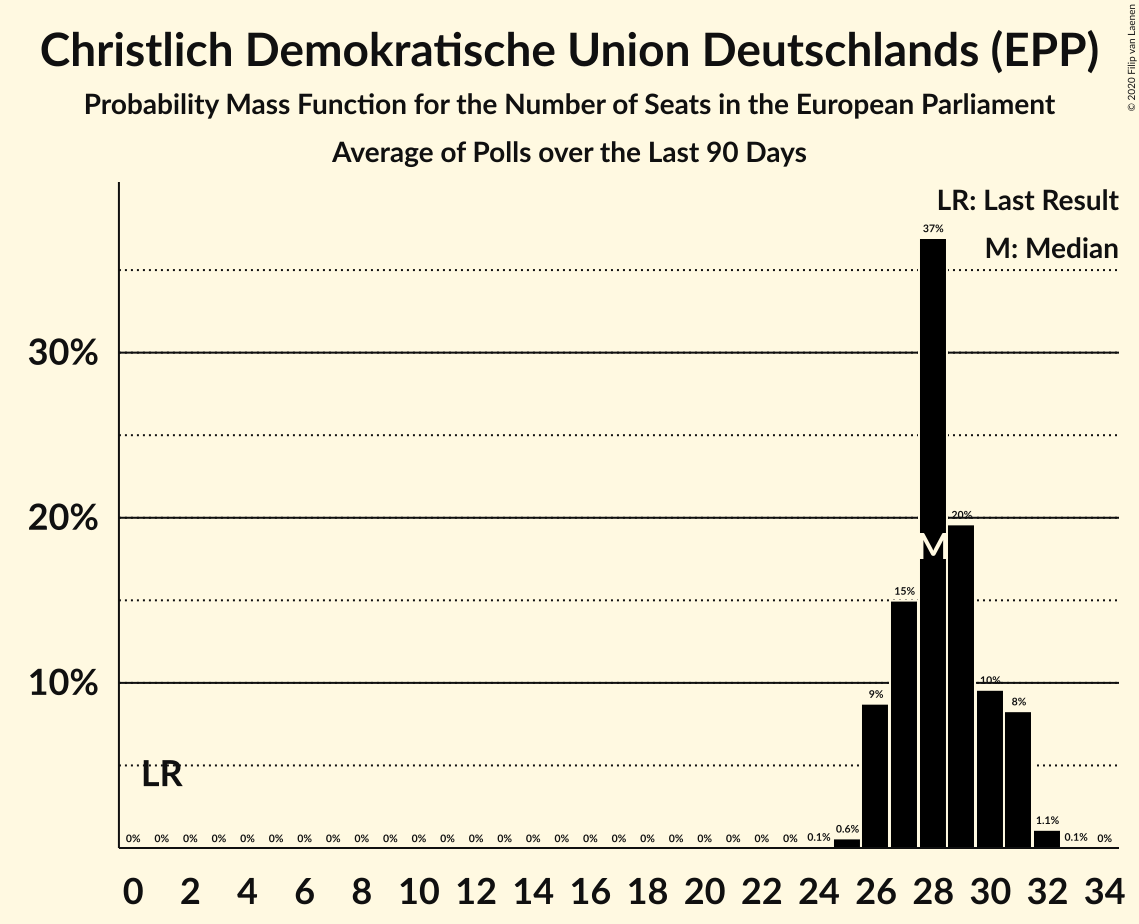 Christlich Demokratische Union Deutschlands (EPP)
Probability Mass Function for the Number of Seats in the European Parliament
Average of Polls over the Last 90 Days
© 2020 Filip van Laenen
LR: Last Result
M: Median
37%
30%
20%
20%
M
15%
10%
10%
9%
8%
LR
0% 0% 0% 0% 0% 0% 0% 0% 0% 0% 0% 0% 0% 0% 0% 0% 0% 0% 0% 0% 0% 0% 0% 0% 0.1% 0.6% 1.1% 0.1% 0%
0 2 4 6 8 10 12 14 16 18 20 22 24 26 28 30 32 34